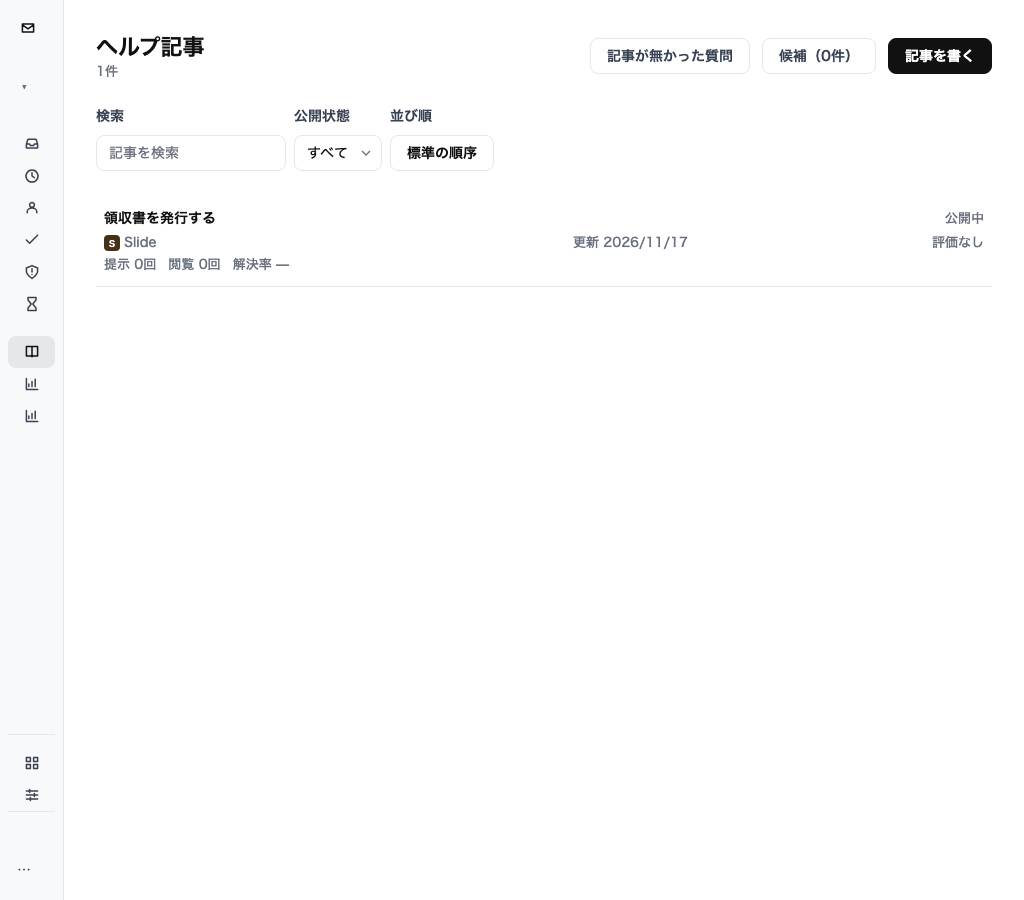 ヘルプ記事
1件
記事が無かった質問
候補（0件）
記事を書く
検索
公開状態
並び順
記事を検索
すべて
標準の順序
領収書を発行する
公開中
S Slide
更新 2026/11/17
評価なし
提示 0回 閲覧 0回 解決率 —